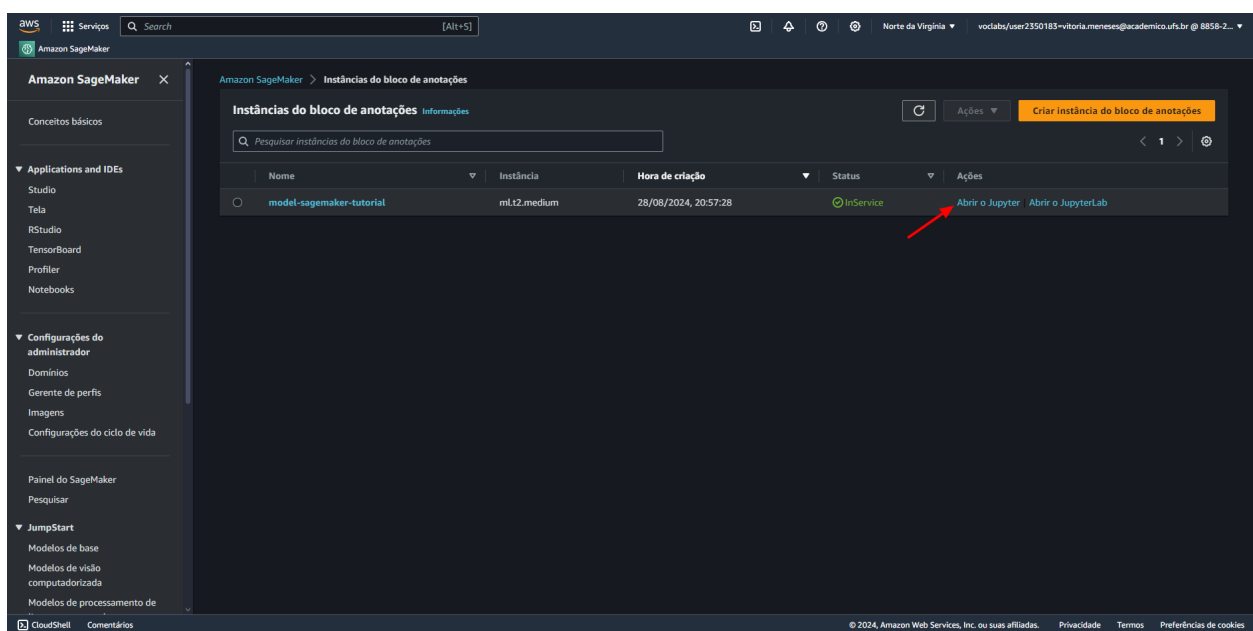 aws
Serviços
Search
[Alt+S]
Norte da Virgínia
voclabs/user2350183=vitoria.meneses@academico.ufs.br @ 8858-2...
Amazon SageMaker
Amazon SageMaker
Conceitos básicos
Applications and IDEs
Studio
Tela
RStudio
TensorBoard
Profiler
Notebooks
Configurações do
administrador
Domínios
Gerente de perfis
Imagens
Configurações do ciclo de vida
Painel do SageMaker
Pesquisar
JumpStart
Modelos de base
Modelos de visão
computadorizada
Modelos de processamento de
Amazon SageMaker > Instâncias do bloco de anotações
Instâncias do bloco de anotações Informações
Ações
Criar instância do bloco de anotações
Pesquisar instâncias do bloco de anotações
1
Nome Instância Hora de criação Status Ações
model-sagemaker-tutorial ml.t2.medium 28/08/2024, 20:57:28 InService Abrir o Jupyter | Abrir o JupyterLab
CloudShell Comentários
© 2024, Amazon Web Services, Inc. ou suas afiliadas. Privacidade Termos Preferências de cookies